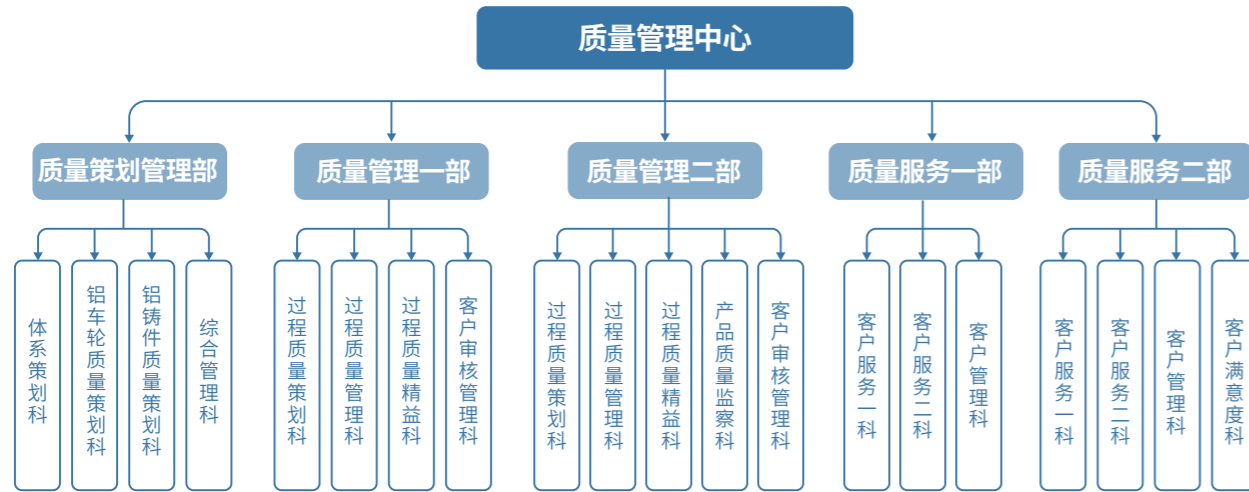 质量管理中心
质量策划管理部
质量管理一部
质量管理二部
质量服务一部
质量服务二部
体系策划科
铝车轮质量策划科
铝铸件质量策划科
综合管理科
过程质量策划科
过程质量管理科
过程质量精益科
客户审核管理科
过程质量策划科
过程质量管理科
过程质量精益科
产品质量监察科
客户审核管理科
客户服务一科
客户服务二科
客户管理科
客户服务一科
客户服务二科
客户管理科
客户满意度科